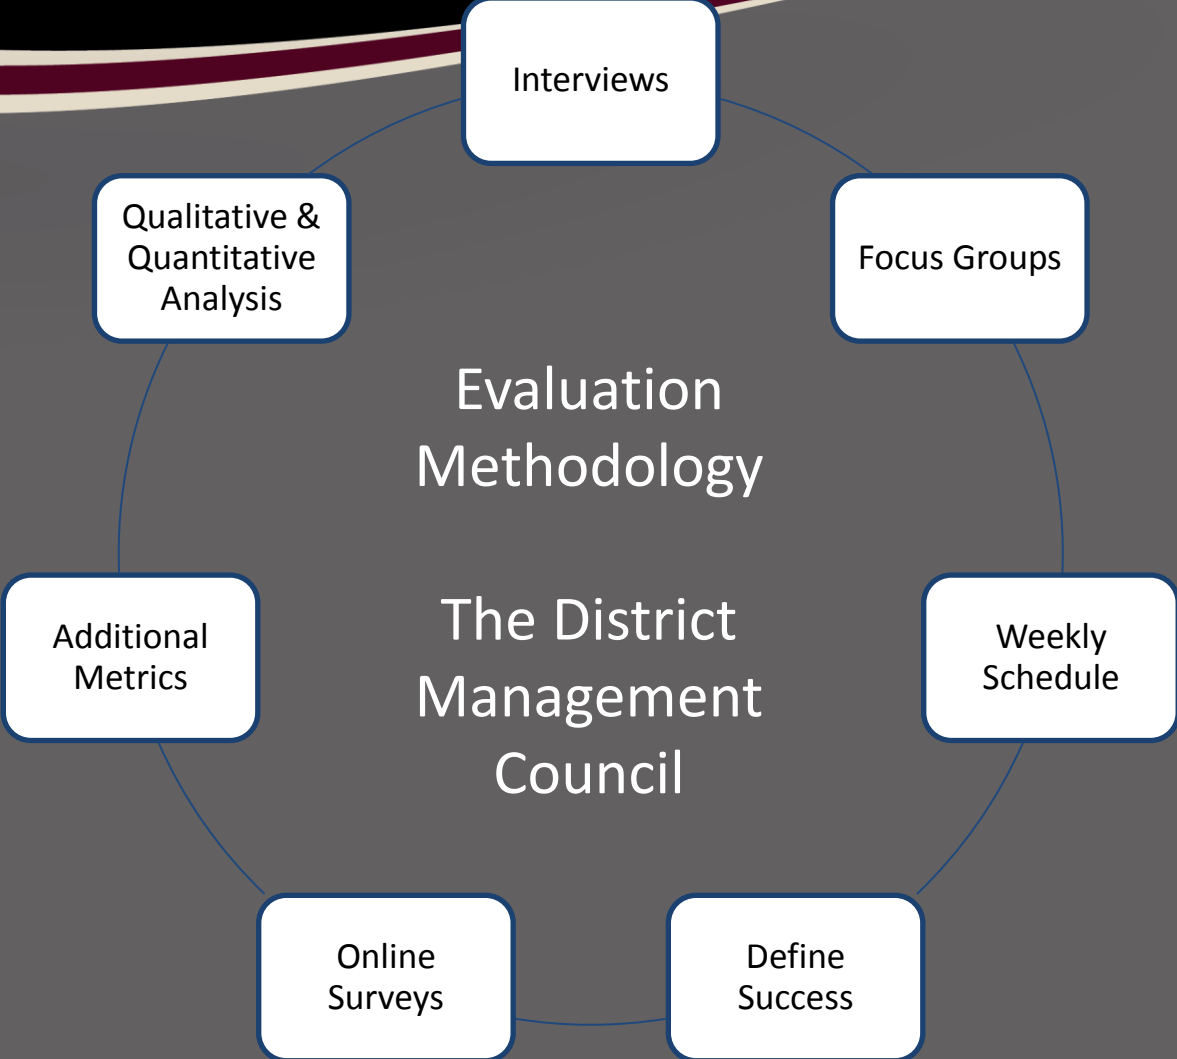 Interviews
Focus Groups
Weekly
Schedule
Define
Success
Online
Surveys
Additional
Metrics
Qualitative &
Quantitative
Analysis
Evaluation
Methodology
The District
Management
Council